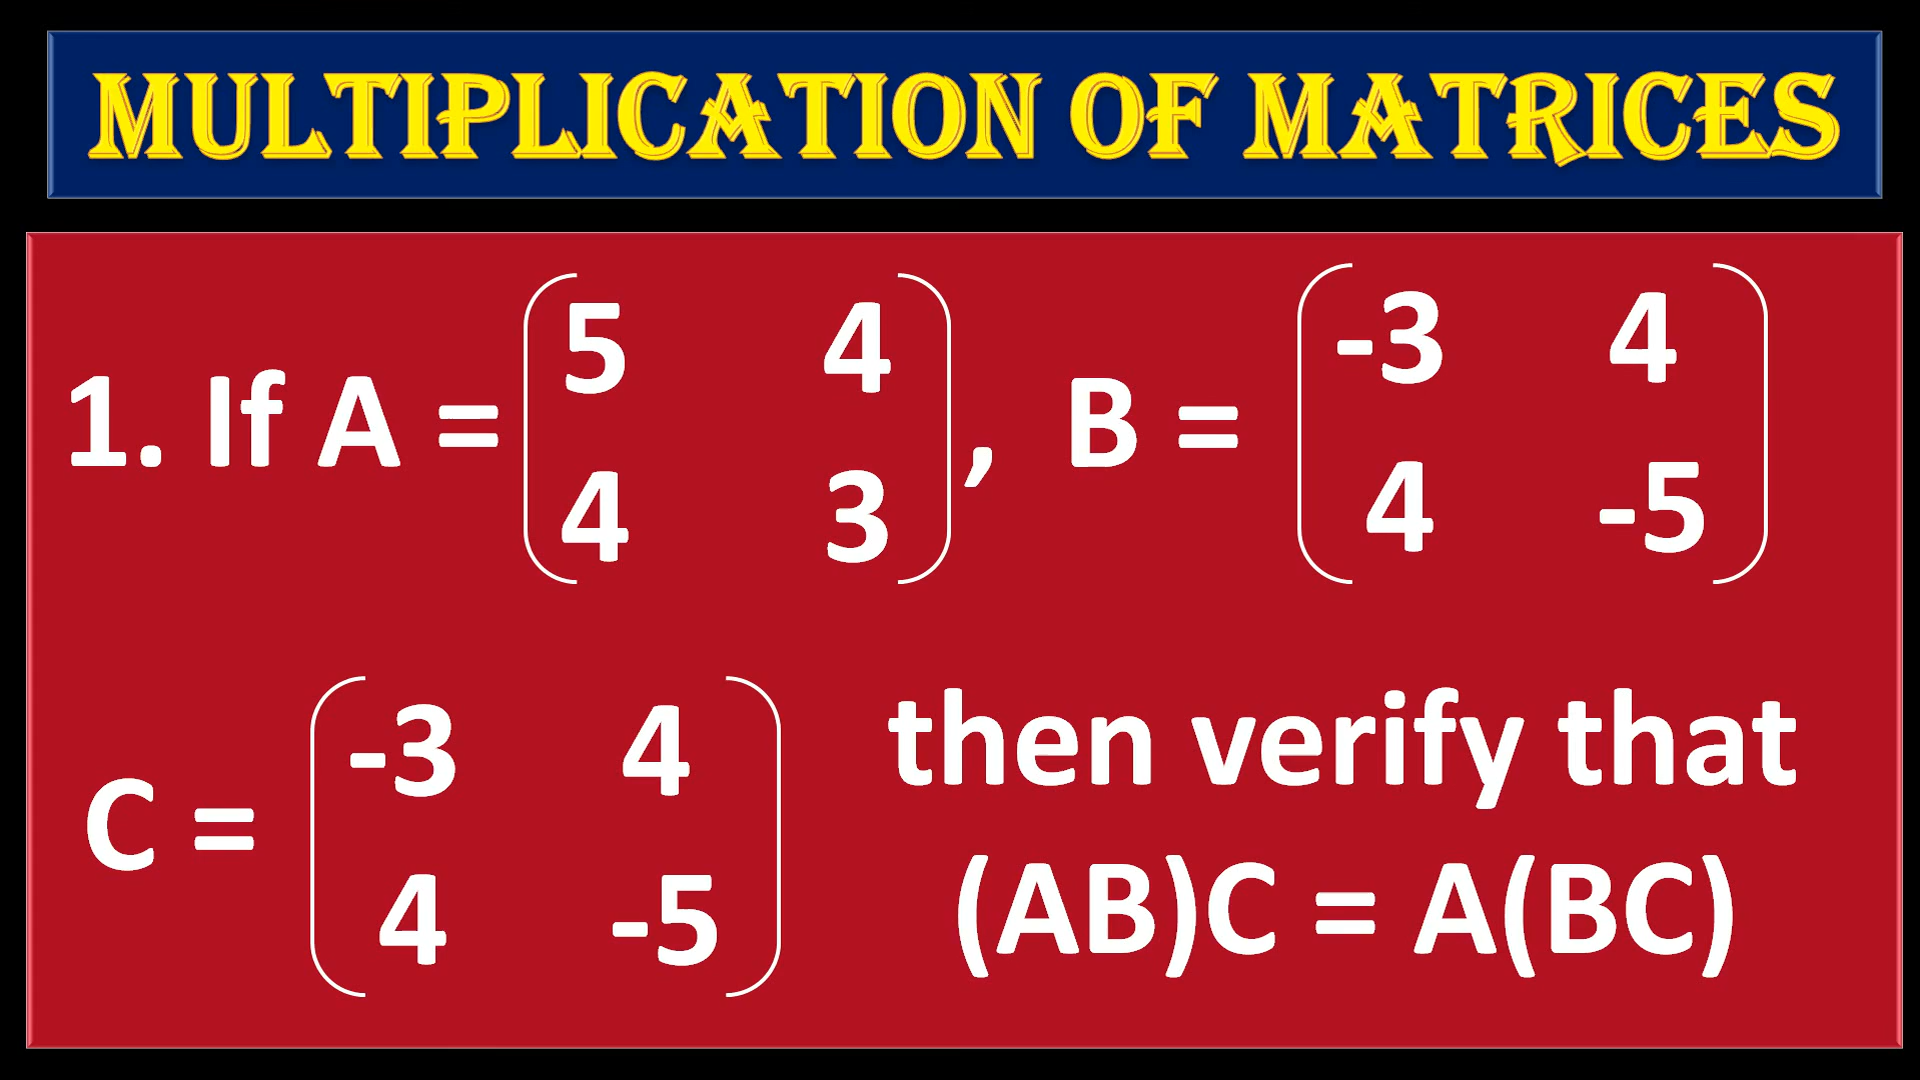 MULTIPLICATION OF MATRICES
1. If A = ( 5 4 4 3 ) , B = ( -3 4 4 -5 )
C = ( -3 4 4 -5 ) then verify that
(AB)C = A(BC)